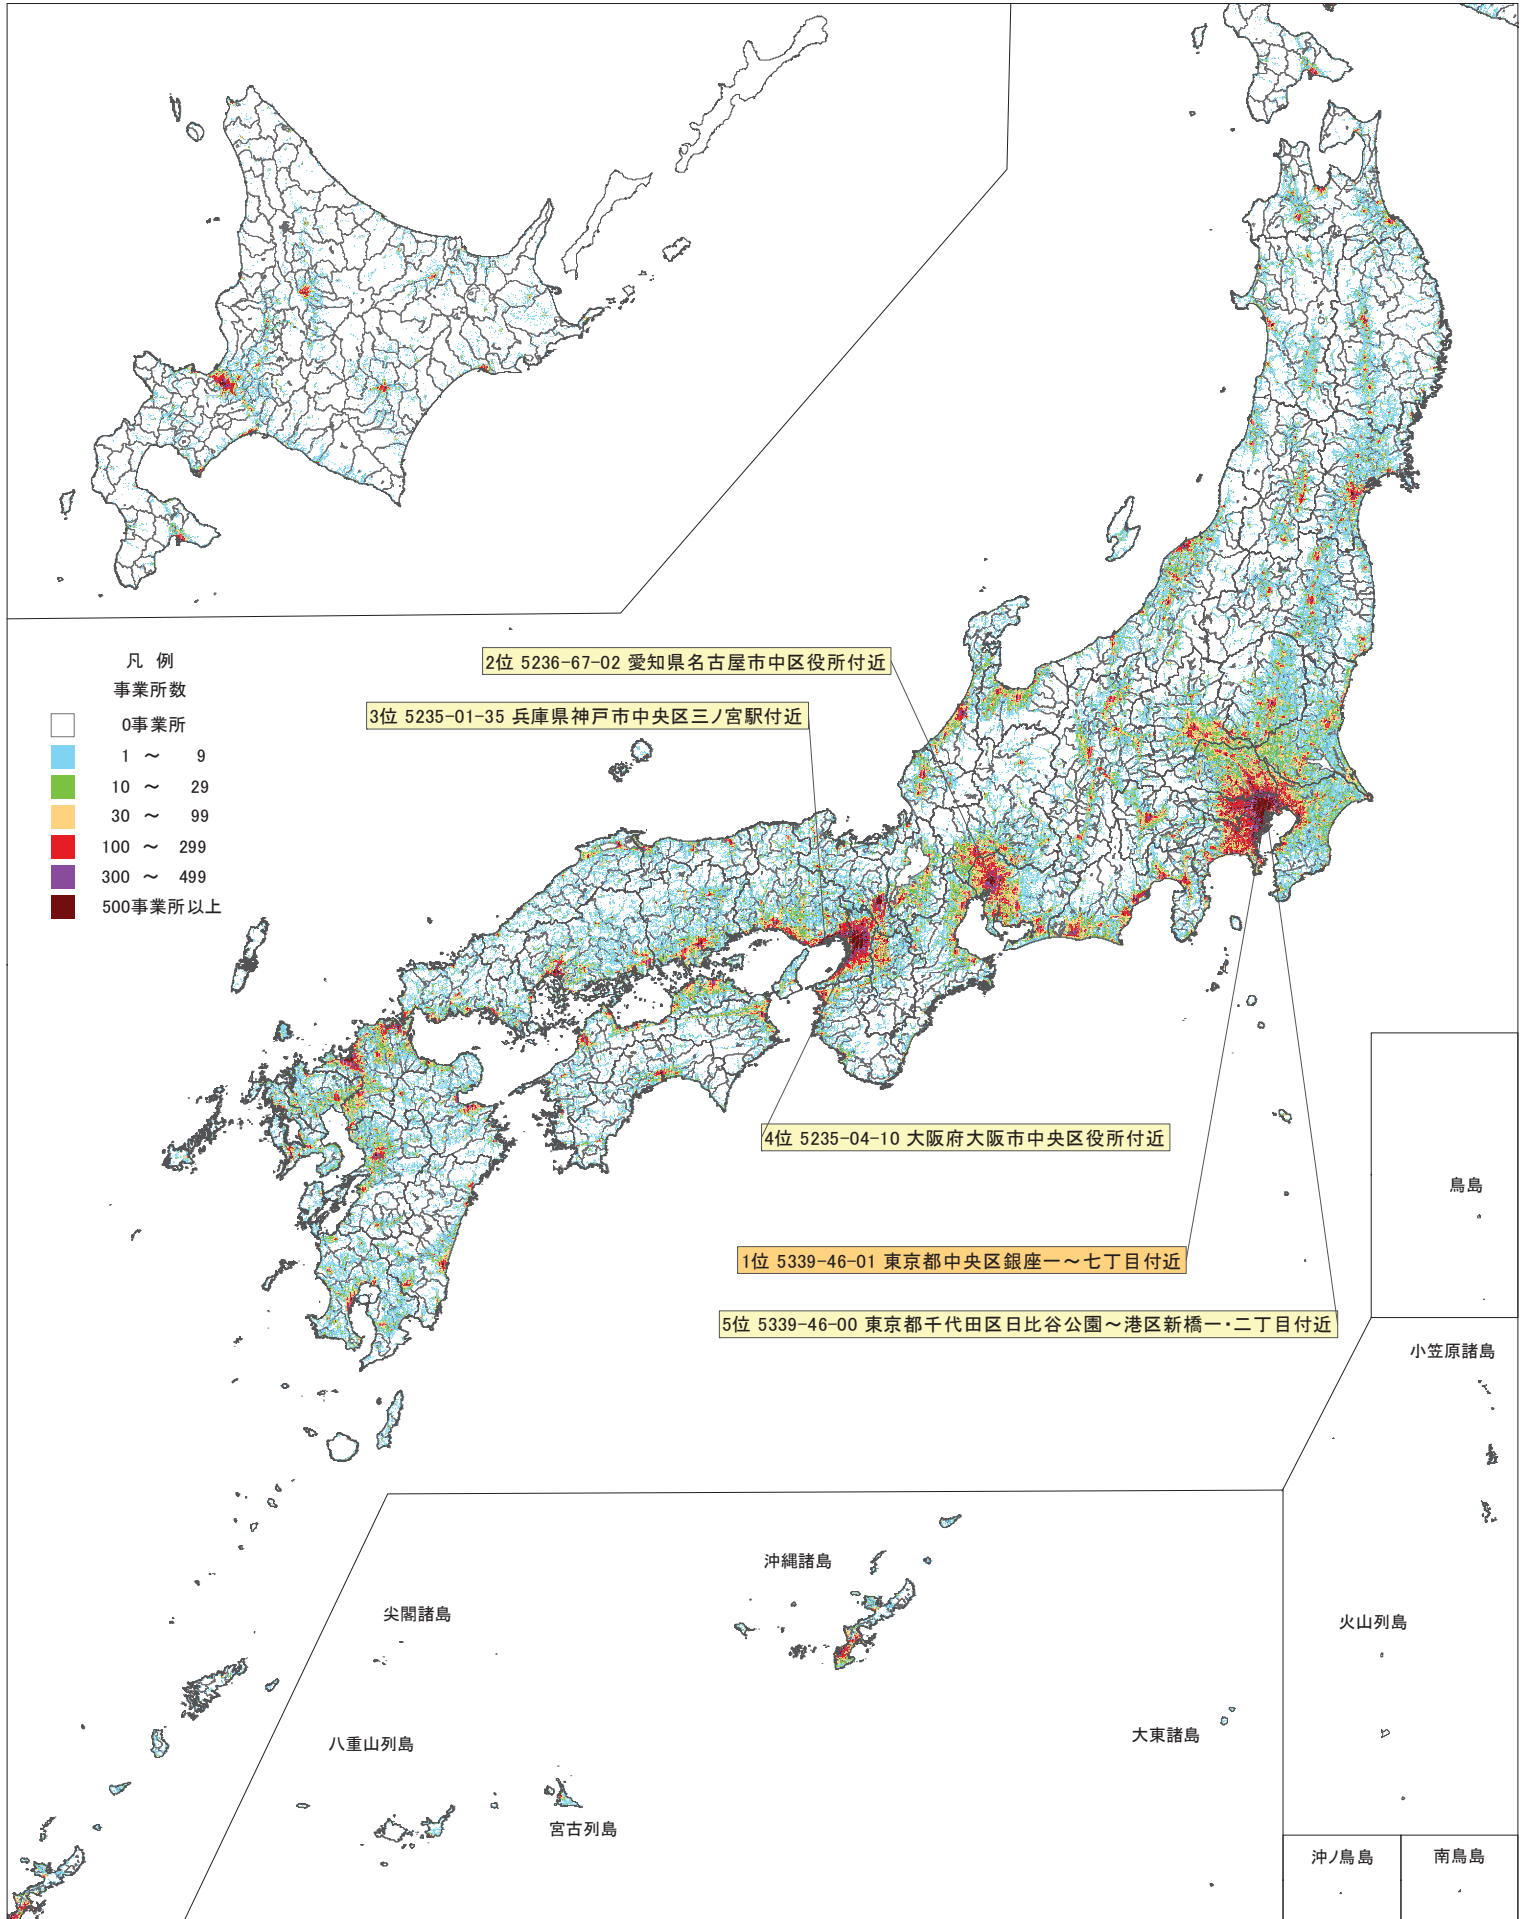 凡 例
事業所数
0事業所
1 ～ 9
10 ～ 29
30 ～ 99
100 ～ 299
300 ～ 499
500事業所以上
2位 5236-67-02 愛知県名古屋市中区役所付近
3位 5235-01-35 兵庫県神戸市中央区三ノ宮駅付近
4位 5235-04-10 大阪府大阪市中央区役所付近
1位 5339-46-01 東京都中央区銀座一～七丁目付近
5位 5339-46-00 東京都千代田区日比谷公園～港区新橋一・二丁目付近
鳥島
小笠原諸島
沖縄諸島
尖閣諸島
火山列島
大東諸島
八重山列島
宮古列島
沖ノ鳥島
南鳥島